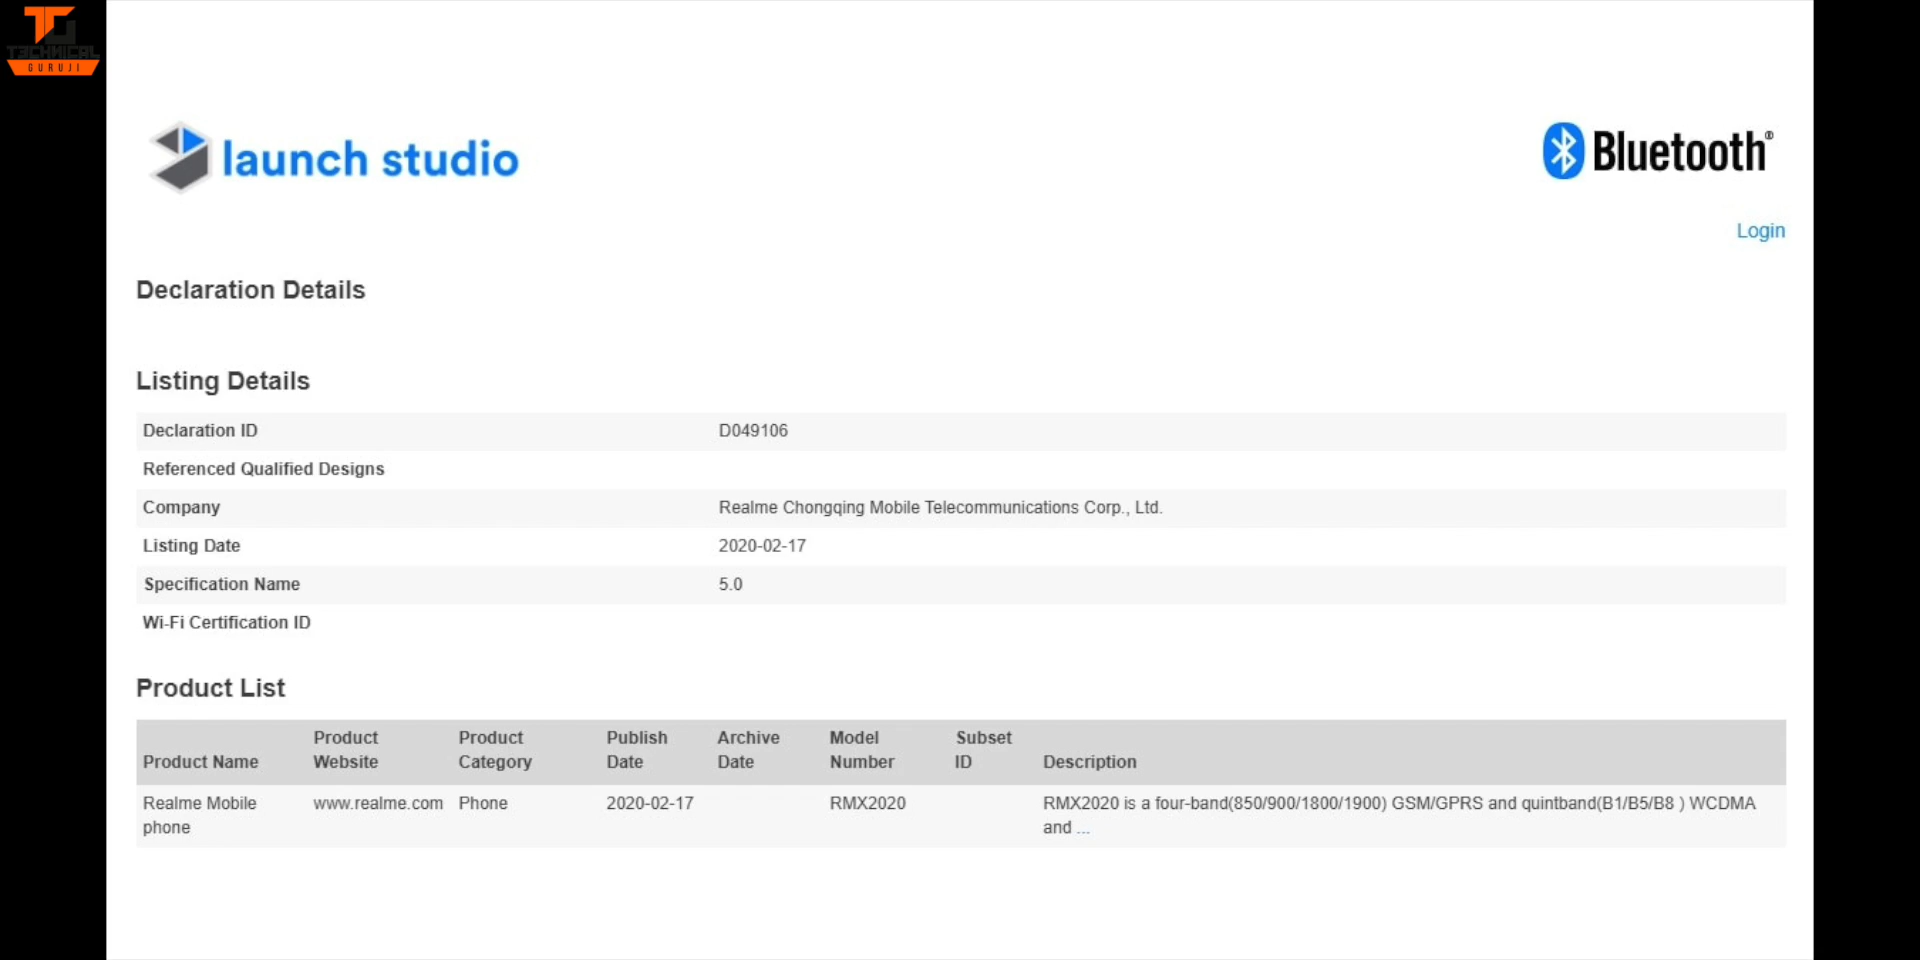 TECHNICAL
GURUJI
launch studio
Bluetooth®
Login
Declaration Details
Listing Details
Declaration ID D049106
Referenced Qualified Designs
Company Realme Chongqing Mobile Telecommunications Corp., Ltd.
Listing Date 2020-02-17
Specification Name 5.0
Wi-Fi Certification ID
Product List
Product Name Product Website Product Category Publish Date Archive Date Model Number Subset ID Description
Realme Mobile phone www.realme.com Phone 2020-02-17 RMX2020 RMX2020 is a four-band(850/900/1800/1900) GSM/GPRS and quintband(B1/B5/B8 ) WCDMA
and ...